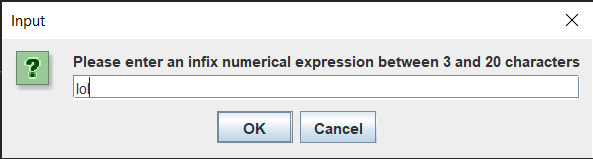 Input
?
Please enter an infix numerical expression between 3 and 20 characters
lol
OK
Cancel